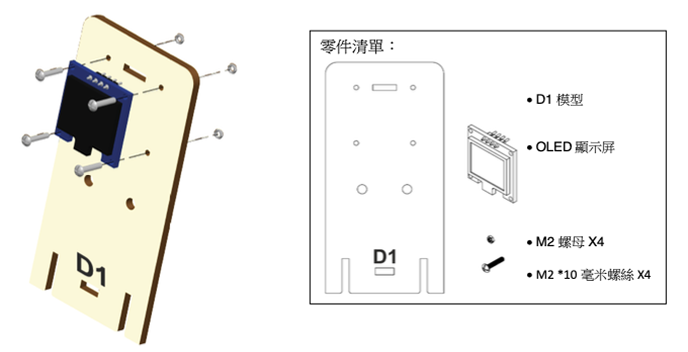 D1
零件清單：
D1
• D1 模型
• OLED 顯示屏
• M2 螺母 X4
• M2 *10 毫米螺絲 X4